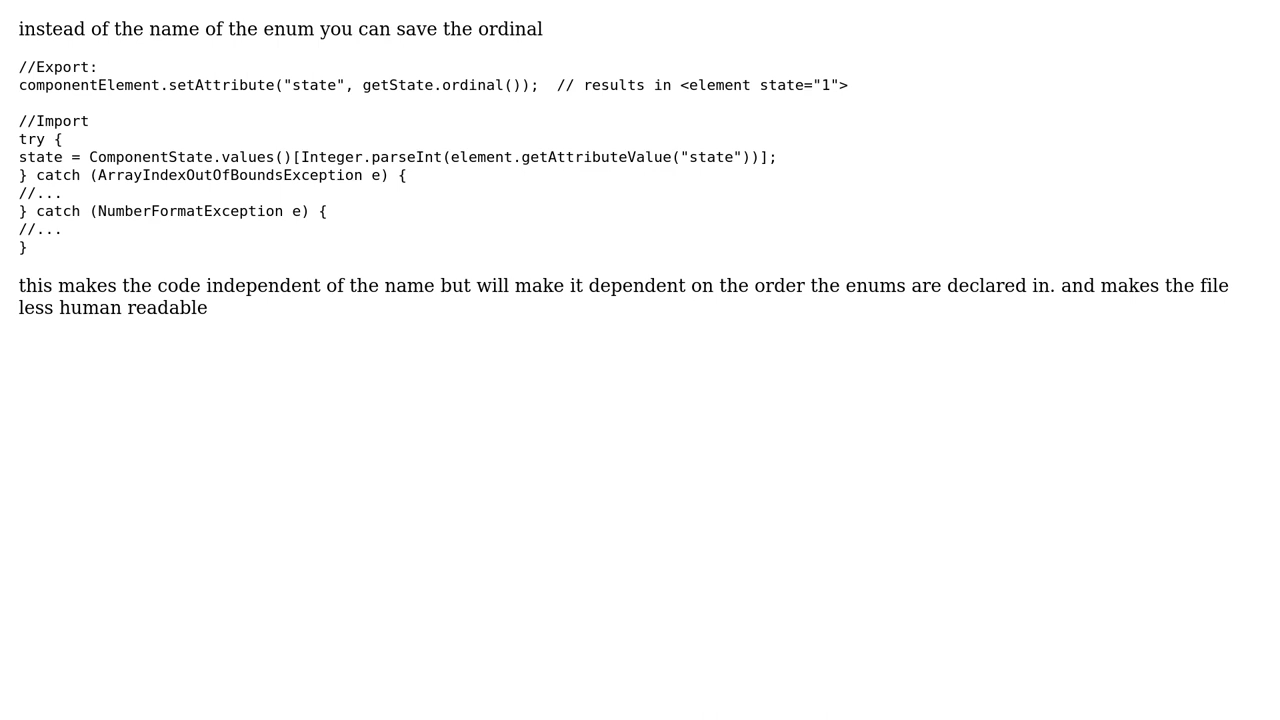 instead of the name of the enum you can save the ordinal
//Export:
componentElement.setAttribute("state", getState.ordinal());  // results in <element state="1">
//Import
try {
state = ComponentState.values()[Integer.parseInt(element.getAttributeValue("state"))];
} catch (ArrayIndexOutOfBoundsException e) {
//...
} catch (NumberFormatException e) {
//...
}
this makes the code independent of the name but will make it dependent on the order the enums are declared in. and makes the file
less human readable